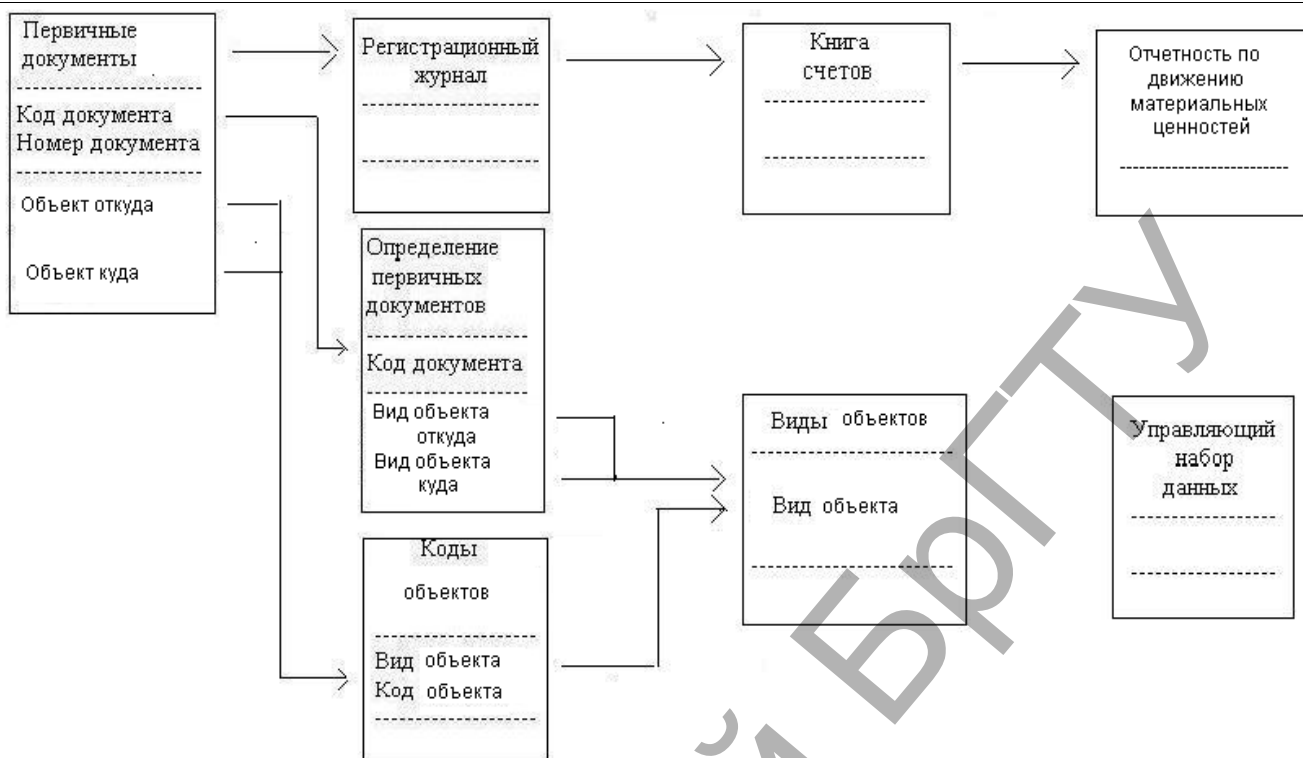 Первичные
документы
Код документа
Номер документа
Объект откуда
Объект куда
Регистрационный
журнал
Книга
счетов
Отчетность по
движению
материальных
ценностей
Определение
первичных
документов
Код документа
Вид объекта
откуда
Вид объекта
куда
Виды объектов
Вид объекта
Управляющий
набор
данных
Коды
объектов
Вид объекта
Код объекта
й БрГТУ